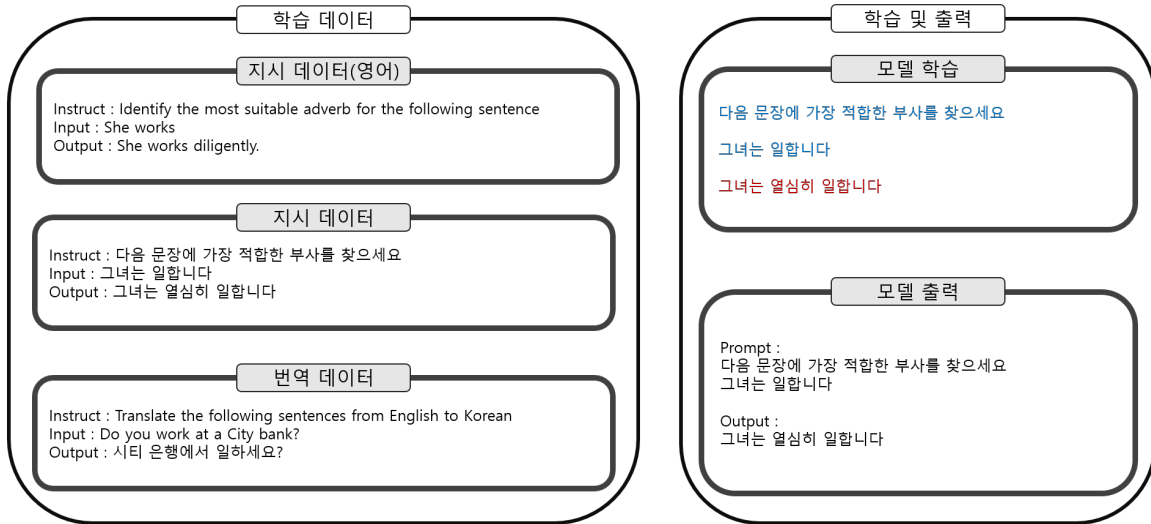 학습 데이터
지시 데이터(영어)
Instruct : Identify the most suitable adverb for the following sentence
Input : She works
Output : She works diligently.
지시 데이터
Instruct : 다음 문장에 가장 적합한 부사를 찾으세요
Input : 그녀는 일합니다
Output : 그녀는 열심히 일합니다
번역 데이터
Instruct : Translate the following sentences from English to Korean
Input : Do you work at a City bank?
Output : 시티 은행에서 일하세요?
학습 및 출력
모델 학습
다음 문장에 가장 적합한 부사를 찾으세요
그녀는 일합니다
그녀는 열심히 일합니다
모델 출력
Prompt :
다음 문장에 가장 적합한 부사를 찾으세요
그녀는 일합니다
Output :
그녀는 열심히 일합니다